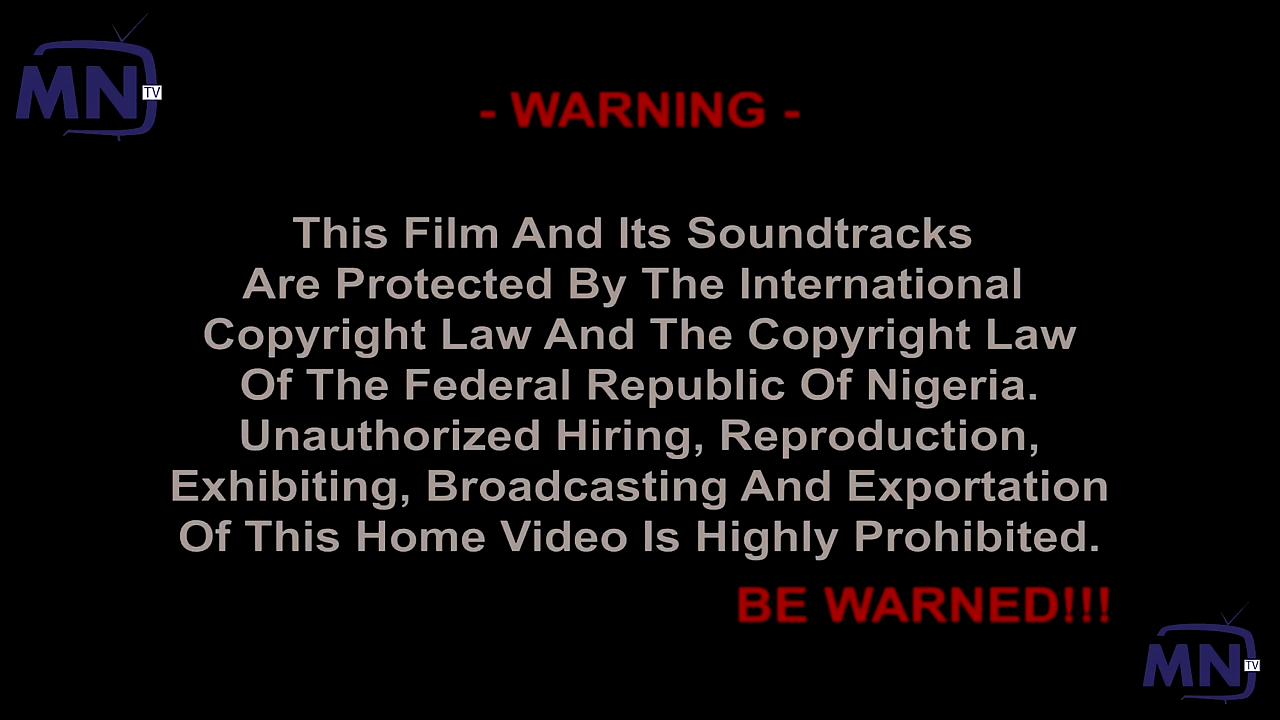 MN
TV
- WARNING -
This Film And Its Soundtracks
Are Protected By The International
Copyright Law And The Copyright Law
Of The Federal Republic Of Nigeria.
Unauthorized Hiring, Reproduction,
Exhibiting, Broadcasting And Exportation
Of This Home Video Is Highly Prohibited.
BE WARNED!!!
MN
TV